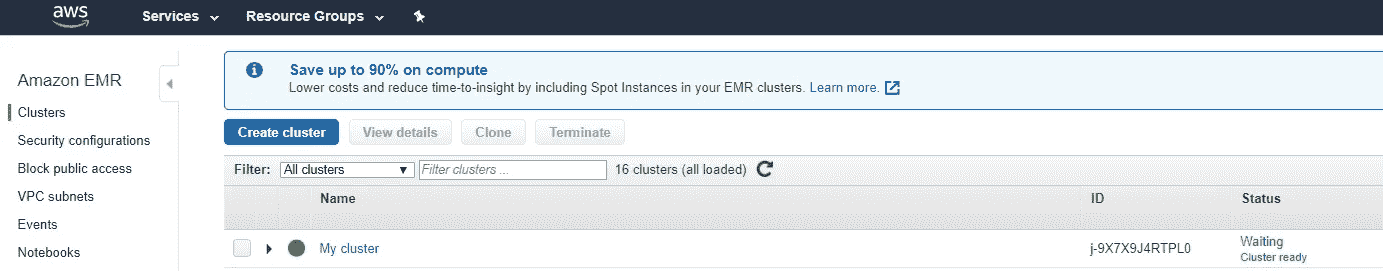 aws Services Resource Groups
Amazon EMR
Clusters
Security configurations
Block public access
VPC subnets
Events
Notebooks
Save up to 90% on compute
Lower costs and reduce time-to-insight by including Spot Instances in your EMR clusters. Learn more.
Create cluster View details Clone Terminate
Filter: All clusters Filter clusters ... 16 clusters (all loaded)
Name ID Status
My cluster j-9X7X9J4RTPL0 Waiting
Cluster ready